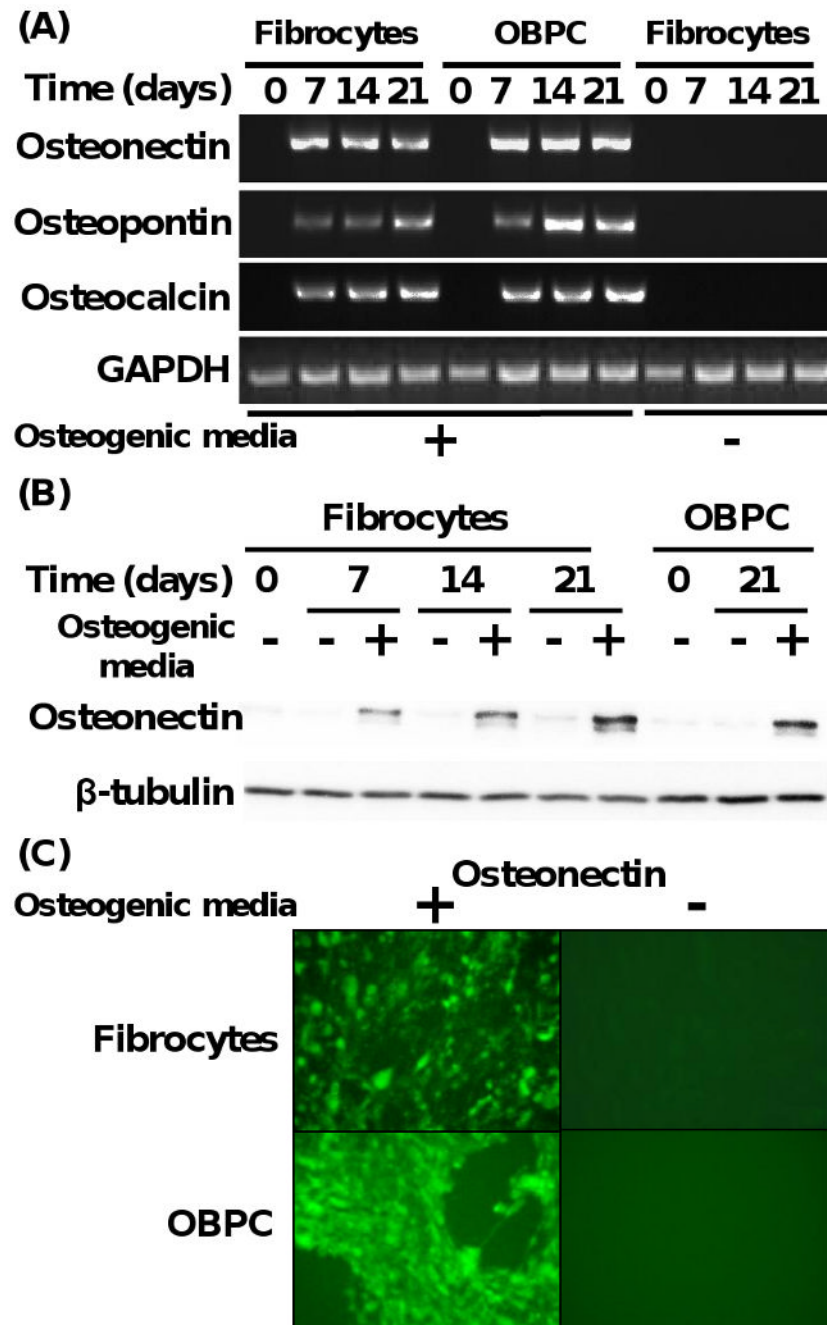 (A)
Fibrocytes OBPC Fibrocytes
Time (days) 0 7 14 21 0 7 14 21 0 7 14 21
Osteonectin
Osteopontin
Osteocalcin
GAPDH
Osteogenic media + -
(B)
Fibrocytes OBPC
Time (days) 0 7 14 21 0 21
Osteogenic - - + - + - + - - +
media
Osteonectin
β-tubulin
(C)
Osteonectin
Osteogenic media + -
Fibrocytes
OBPC